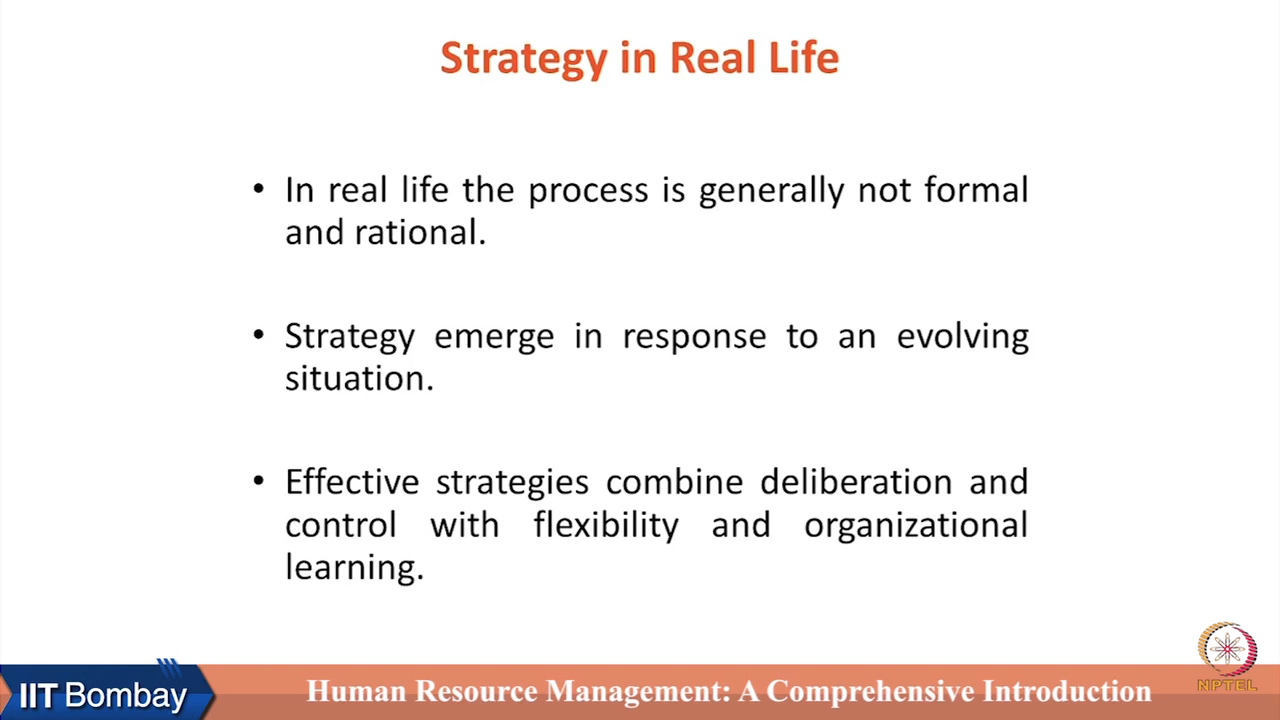 Strategy in Real Life
• In real life the process is generally not formal
and rational.
• Strategy emerge in response to an evolving
situation.
• Effective strategies combine deliberation and
control with flexibility and organizational
learning.
NPTEL
IIT Bombay
Human Resource Management: A Comprehensive Introduction